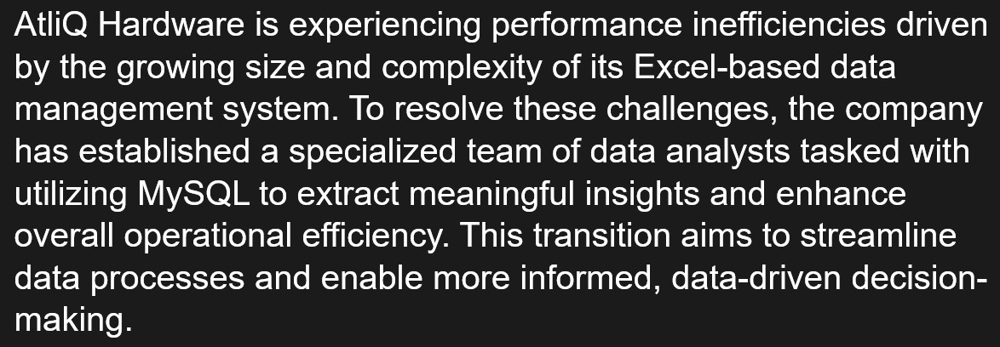 AtliQ Hardware is experiencing performance inefficiencies driven
by the growing size and complexity of its Excel-based data
management system. To resolve these challenges, the company
has established a specialized team of data analysts tasked with
utilizing MySQL to extract meaningful insights and enhance
overall operational efficiency. This transition aims to streamline
data processes and enable more informed, data-driven decision-
making.